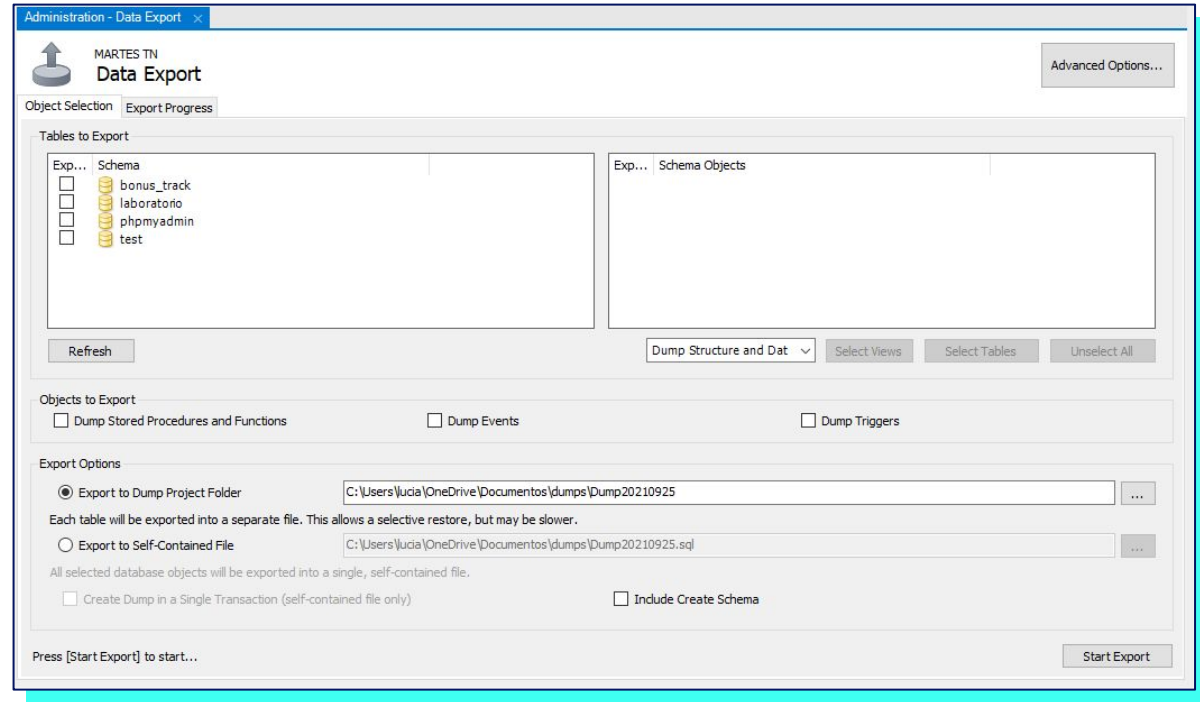 Administration - Data Export ×
MARTES TN
Data Export
Advanced Options...
Object Selection Export Progress
Tables to Export
Exp... Schema
bonus_track
laboratorio
phpmyadmin
test
Exp... Schema Objects
Refresh
Dump Structure and Dat
Select Views
Select Tables
Unselect All
Objects to Export
Dump Stored Procedures and Functions
Dump Events
Dump Triggers
Export Options
Export to Dump Project Folder
C:\Users\lucia\OneDrive\Documentos\dumps\Dump20210925
...
Each table will be exported into a separate file. This allows a selective restore, but may be slower.
Export to Self-Contained File
C:\Users\lucia\OneDrive\Documentos\dumps\Dump20210925.sql
...
All selected database objects will be exported into a single, self-contained file.
Create Dump in a Single Transaction (self-contained file only)
Include Create Schema
Press [Start Export] to start...
Start Export